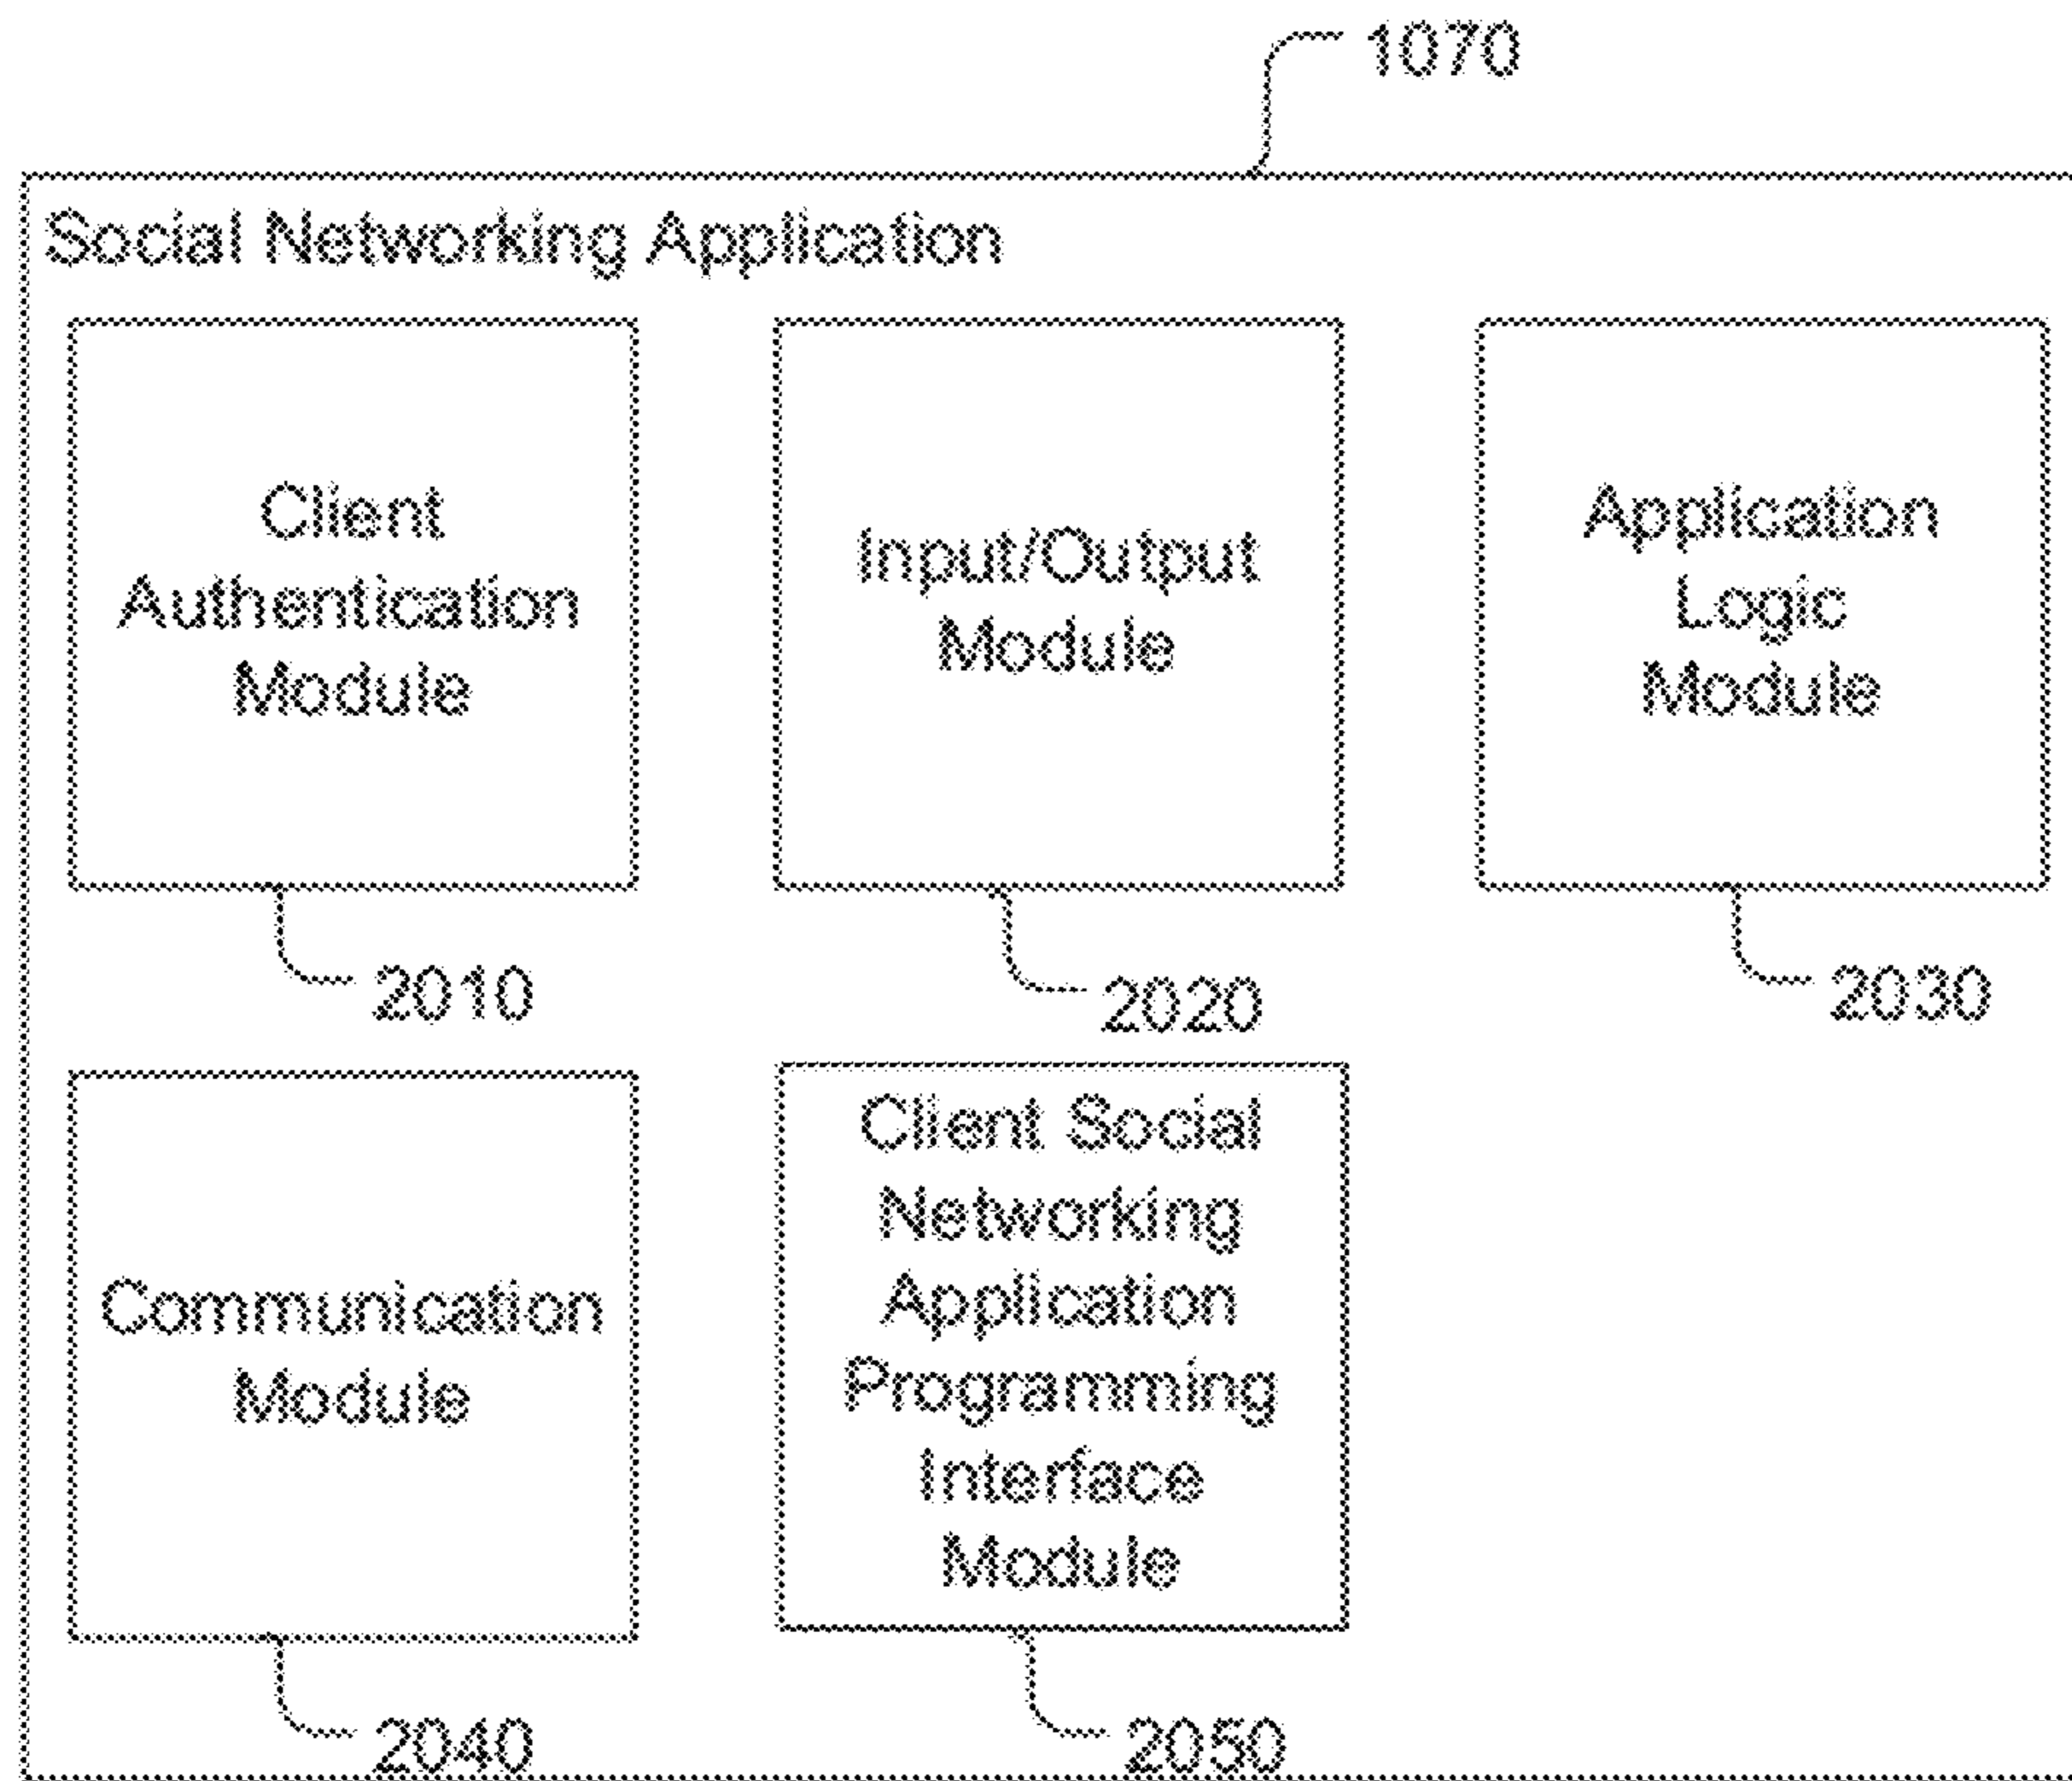 1070
Social Networking Application
Client
Authentication
Module
Input/Output
Module
Application
Logic
Module
2010
2020
2030
Communication
Module
Client Social
Networking
Application
Programming
Interface
Module
2040
2050